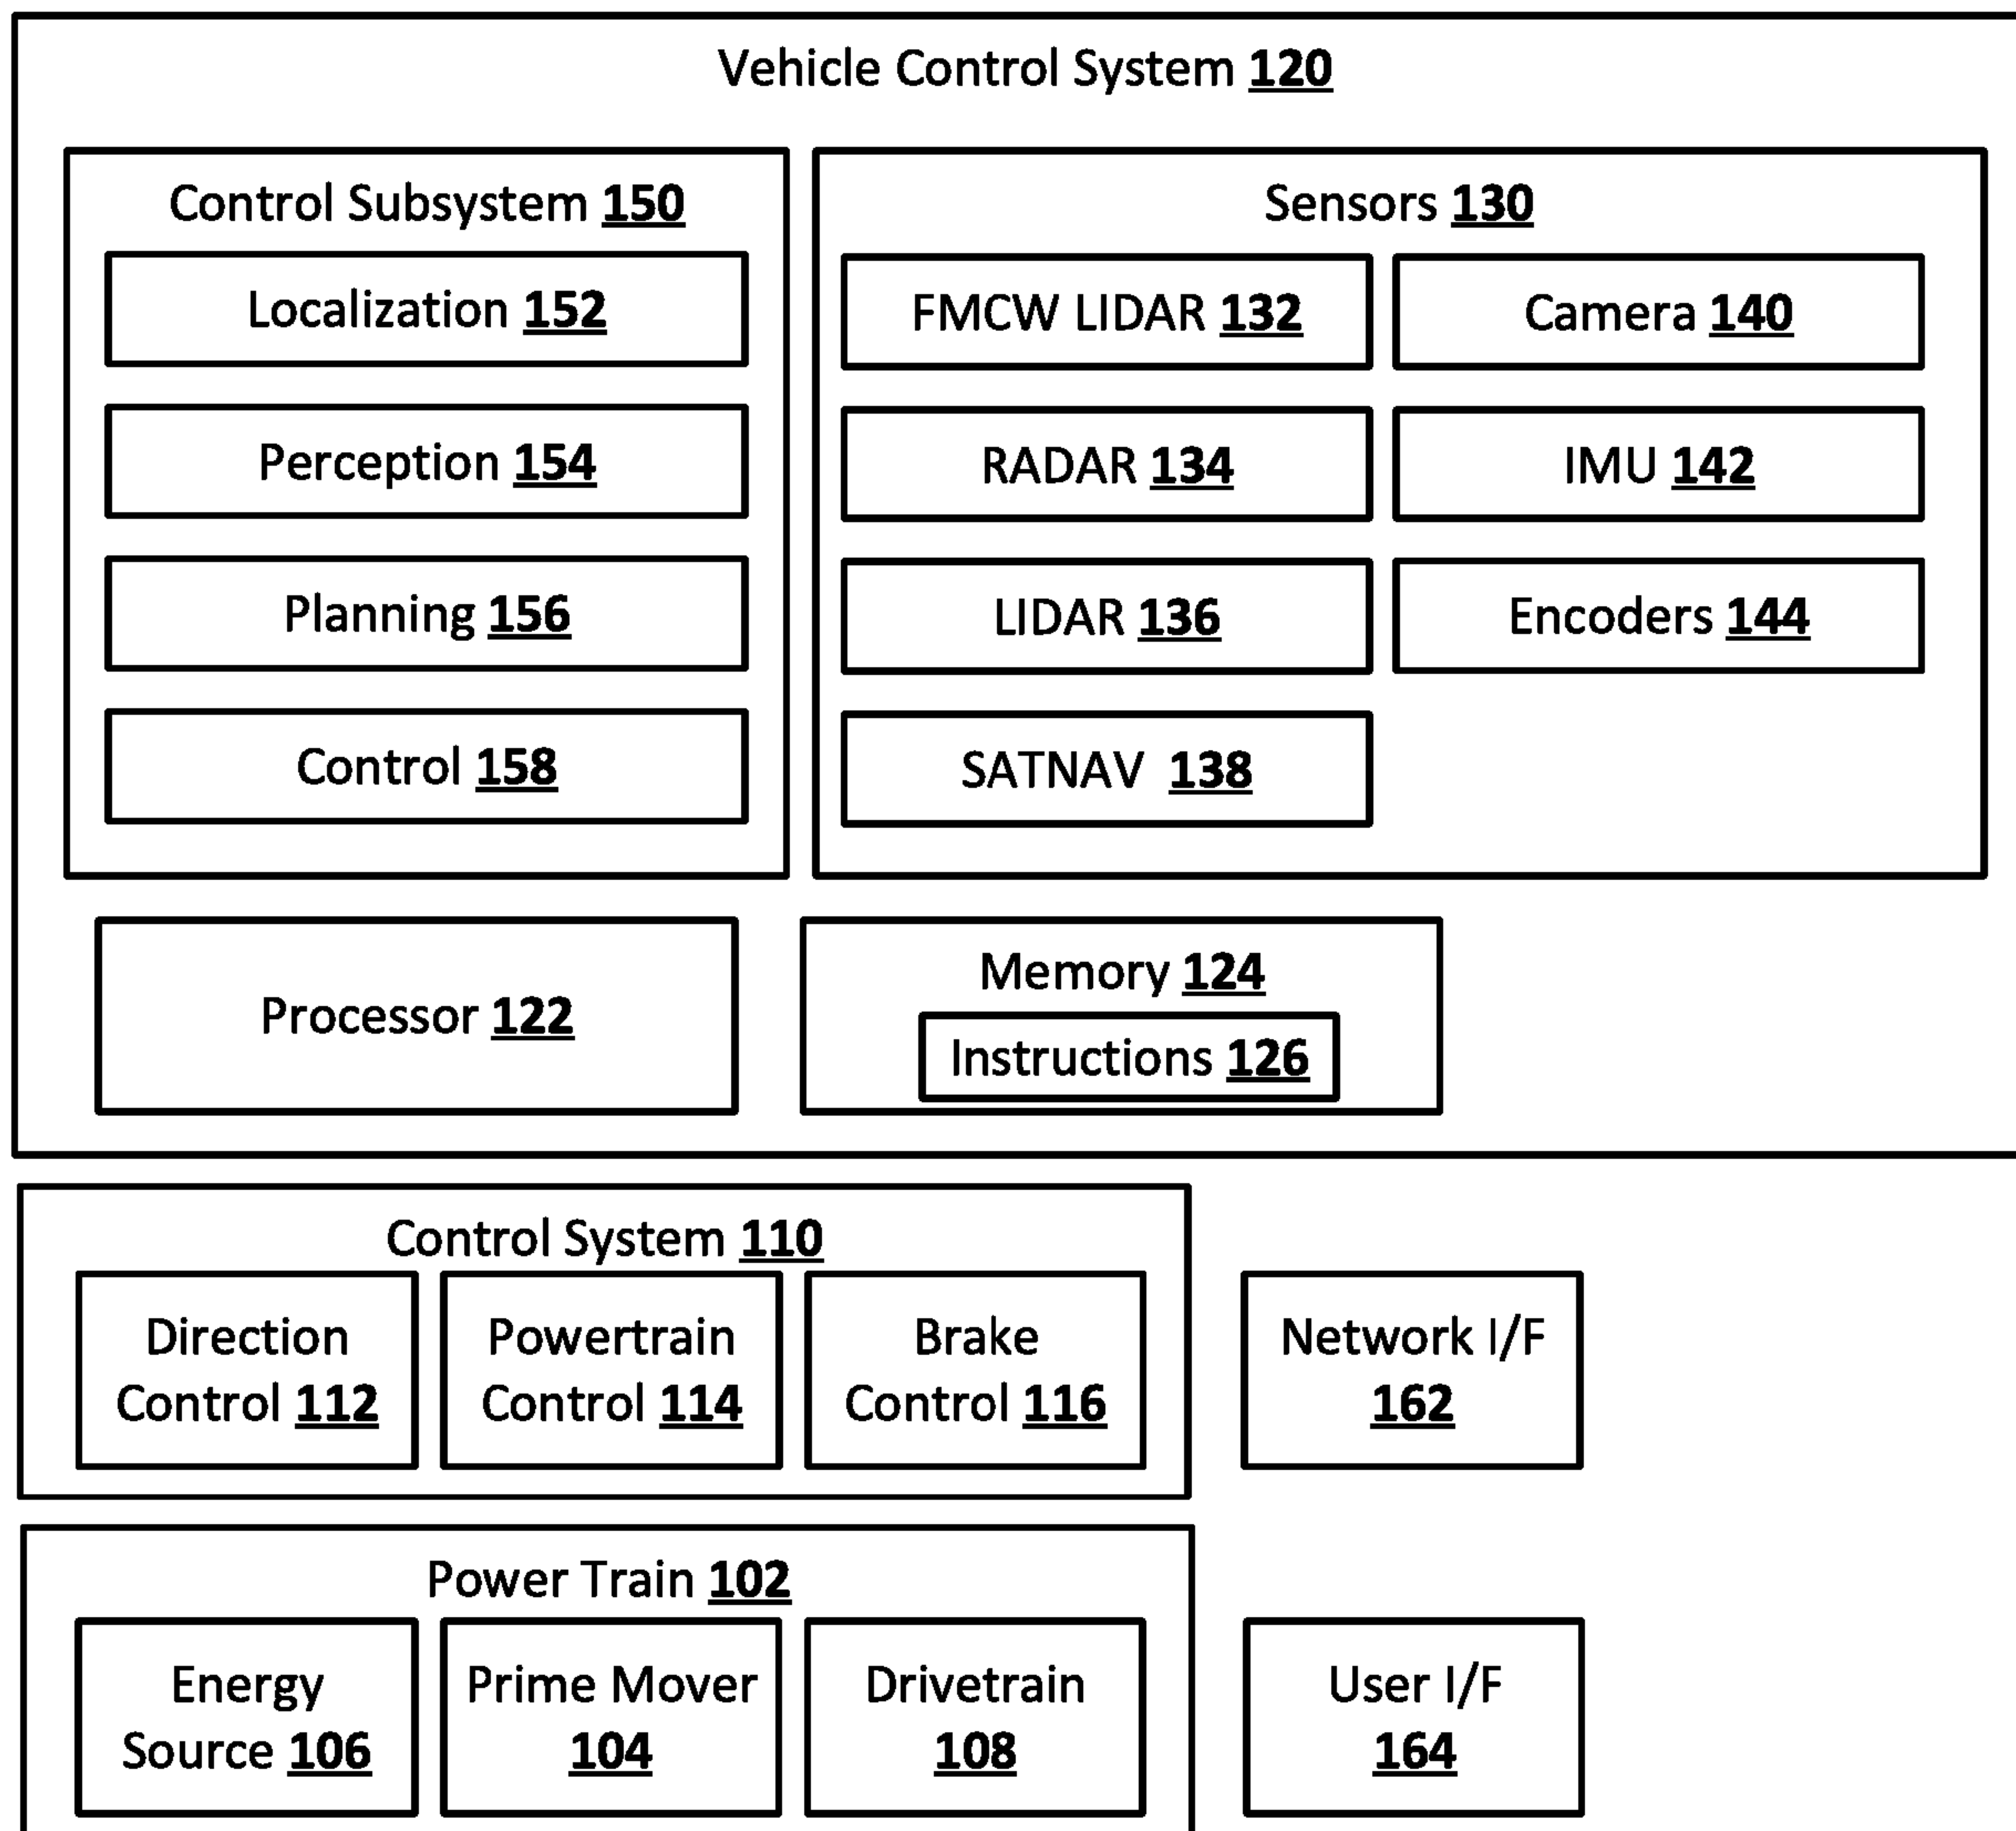 Vehicle Control System 120
Control Subsystem 150
Localization 152
Perception 154
Planning 156
Control 158
Sensors 130
FMCW LIDAR 132
Camera 140
RADAR 134
IMU 142
LIDAR 136
Encoders 144
SATNAV 138
Processor 122
Memory 124
Instructions 126
Control System 110
Direction
Control 112
Powertrain
Control 114
Brake
Control 116
Network I/F
162
Power Train 102
Energy
Source 106
Prime Mover
104
Drivetrain
108
User I/F
164